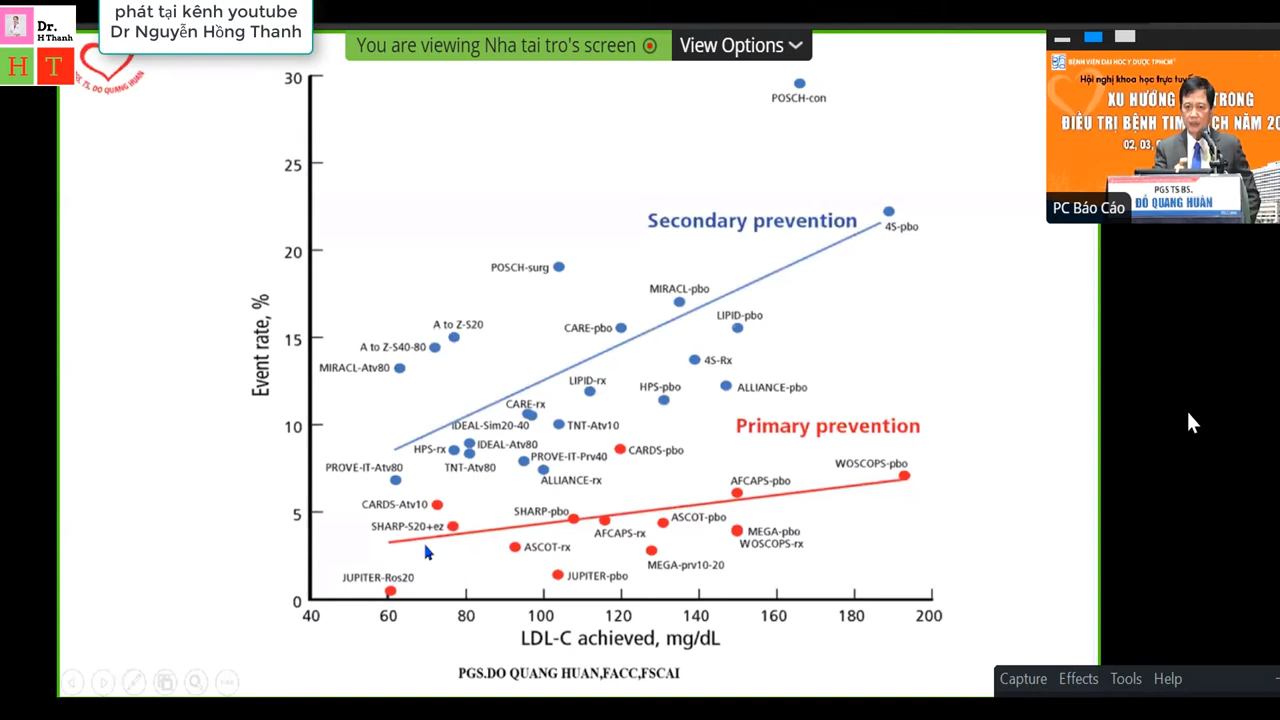 phát tại kênh youtube
Dr Nguyễn Hồng Thanh
Dr.
H Thanh
H T
DO QUANG HUAN
You are viewing Nha tai tro's screen
View Options
BỆNH VIỆN ĐẠI HỌC Y DƯỢC TPHCM
Hội nghị khoa học trực tuyến
XU HƯỚNG TRONG
ĐIỀU TRỊ BỆNH TIM CH NĂM 20
02, 03,
PGS TS BS.
ĐỖ QUANG HUÂN
PC Báo Cáo
30
POSCH-con
25
Secondary prevention
4S-pbo
20
POSCH-surg
MIRACL-pbo
LIPID-pbo
A to Z-S20
CARE-pbo
15
A to Z-S40-80
4S-Rx
MIRACL-Atv80
LIPID-rx
HPS-pbo
ALLIANCE-pbo
CARE-rx
10
IDEAL-Sim20-40
TNT-Atv10
Primary prevention
HPS-rx
IDEAL-Atv80
CARDS-pbo
PROVE-IT-Atv80
TNT-Atv80
PROVE-IT-Prv40
WOSCOPS-pbo
ALLIANCE-rx
AFCAPS-pbo
CARDS-Atv10
5
SHARP-pbo
ASCOT-pbo
SHARP-S20+ez
AFCAPS-rx
MEGA-pbo
WOSCOPS-rx
ASCOT-rx
MEGA-prv10-20
JUPITER-Ros20
JUPITER-pbo
0
Event rate, %
40 60 80 100 120 140 160 180 200
LDL-C achieved, mg/dL
PGS.DO QUANG HUAN,FACC,FSCAI
Capture Effects Tools Help